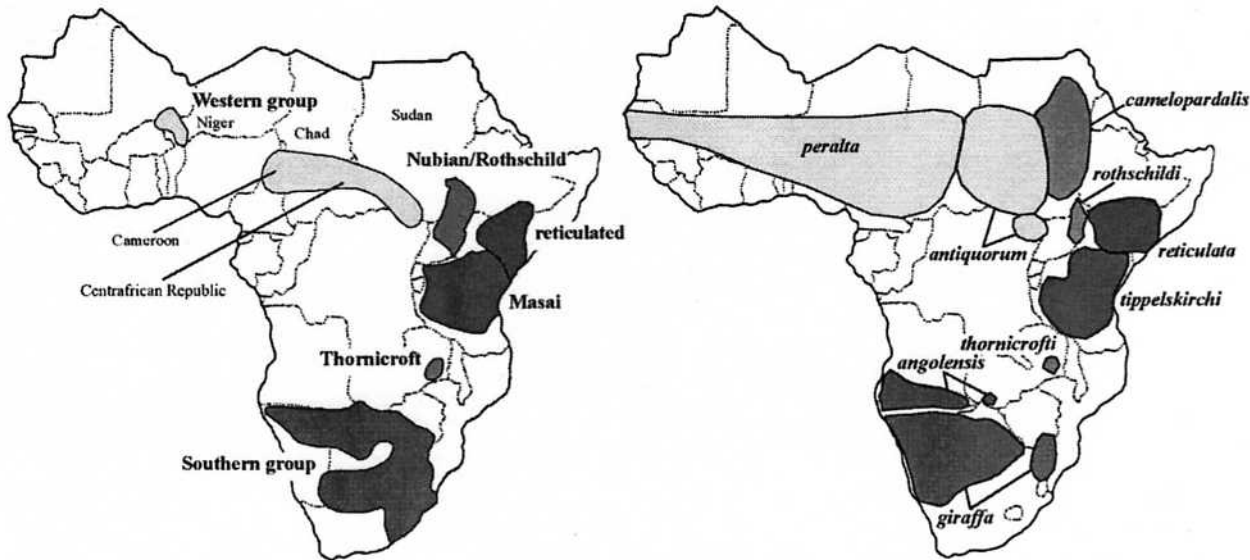 Western group
Niger
Chad
Sudan
Nubian/Rothschild
Cameroon
reticulated
Centrafrican Republic
Masai
Thornicroft
Southern group
camelopardalis
peralta
rothschildi
antiquorum
reticulata
tippelskirchi
thornicrofti
angolensis
giraffa